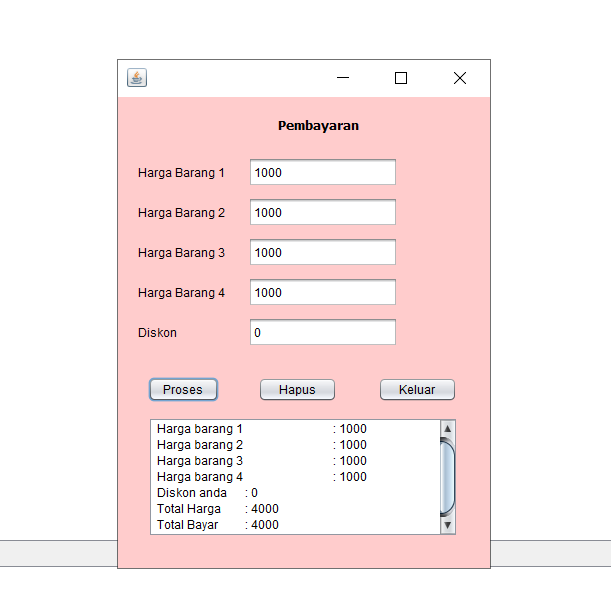 Pembayaran
Harga Barang 1 1000
Harga Barang 2 1000
Harga Barang 3 1000
Harga Barang 4 1000
Diskon 0
Proses Hapus Keluar
Harga barang 1 : 1000
Harga barang 2 : 1000
Harga barang 3 : 1000
Harga barang 4 : 1000
Diskon anda : 0
Total Harga : 4000
Total Bayar : 4000